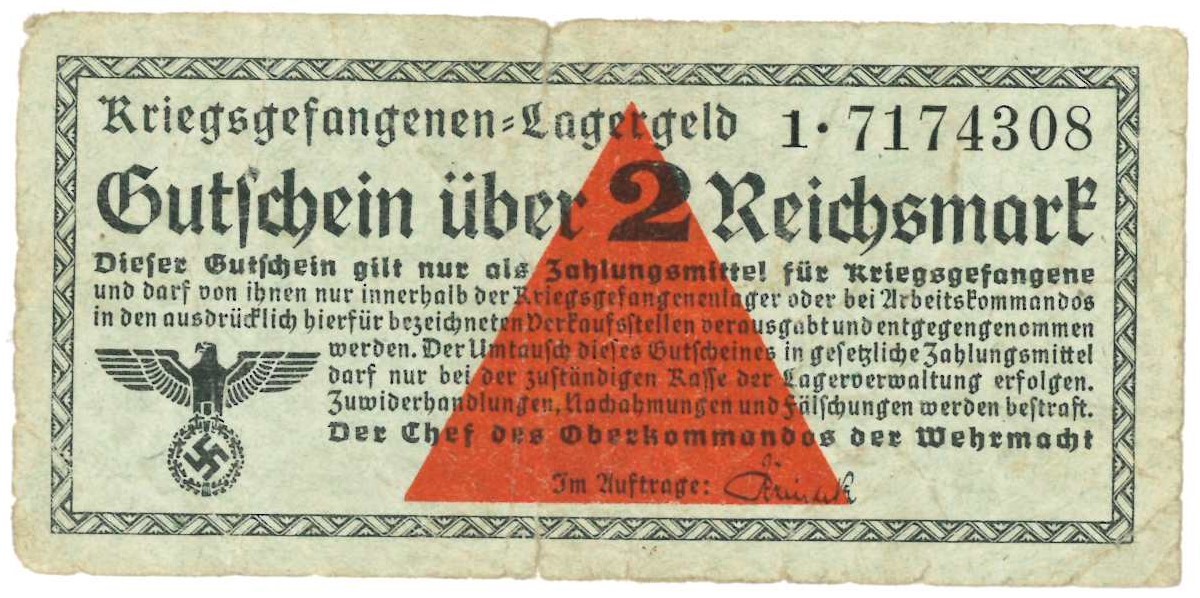 Kriegsgefangenen=Lagergeld 1·7174308
Gutschein über 2 Reichsmark
Dieser Gutschein gilt nur als Zahlungsmittel für Kriegsgefangene
und darf von ihnen nur innerhalb der Kriegsgefangenenlager oder bei Arbeitskommandos
in den ausdrücklich hierfür bezeichneten Verkaufsstellen verausgabt und entgegengenommen
werden. Der Umtausch dieses Gutscheines in gesetzliche Zahlungsmittel
darf nur bei der zuständigen Kasse der Lagerverwaltung erfolgen.
Zuwiderhandlungen, Nachahmungen und Fälschungen werden bestraft.
Der Chef des Oberkommandos der Wehrmacht
Im Auftrage: